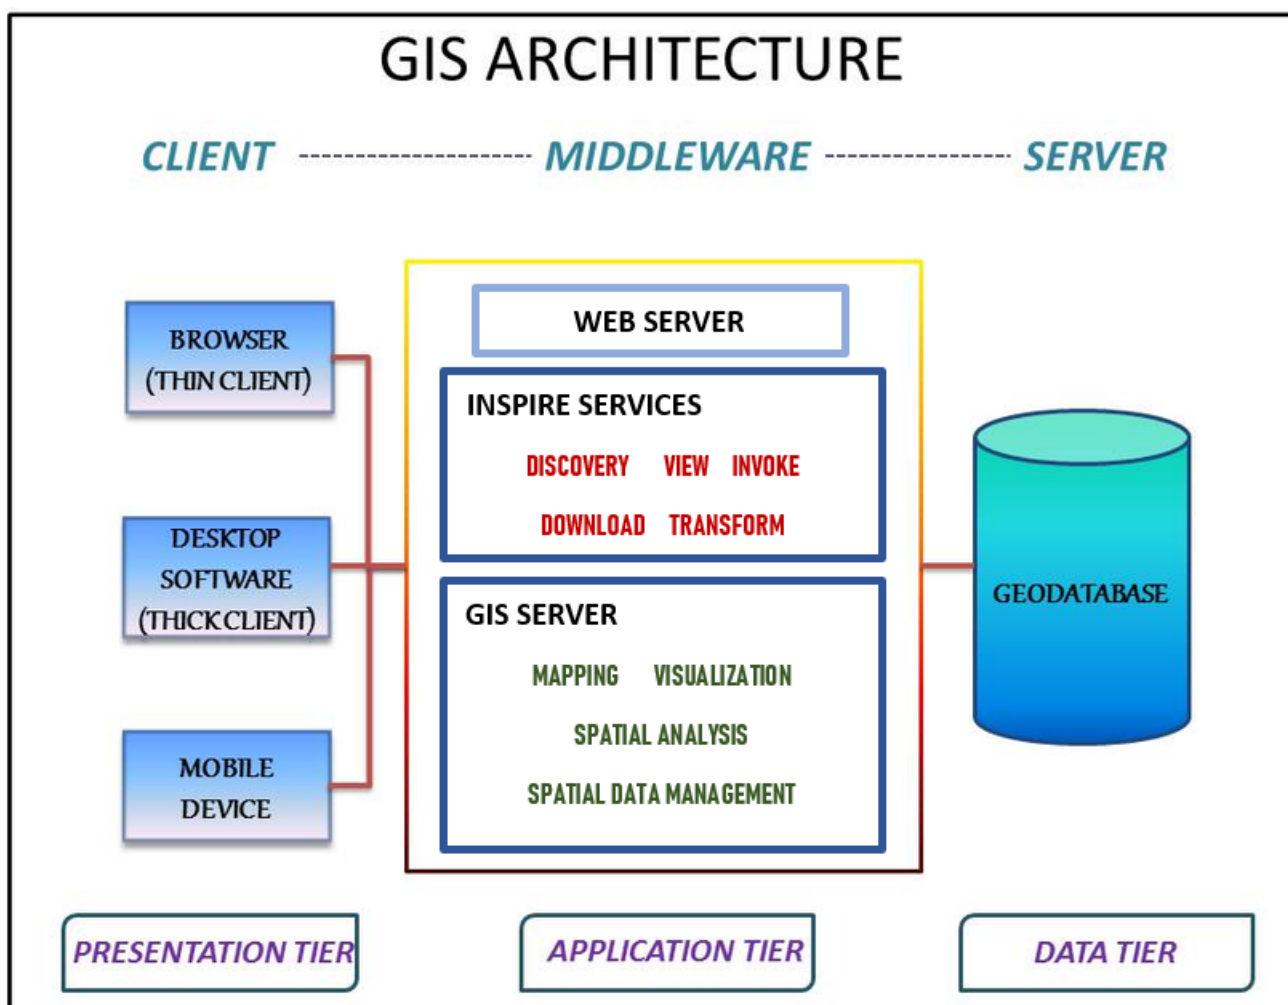 GIS ARCHITECTURE
CLIENT MIDDLEWARE SERVER
BROWSER
(THIN CLIENT)
DESKTOP
SOFTWARE
(THICK CLIENT)
MOBILE
DEVICE
WEB SERVER
INSPIRE SERVICES
DISCOVERY VIEW INVOKE
DOWNLOAD TRANSFORM
GIS SERVER
MAPPING VISUALIZATION
SPATIAL ANALYSIS
SPATIAL DATA MANAGEMENT
GEODATABASE
PRESENTATION TIER
APPLICATION TIER
DATA TIER